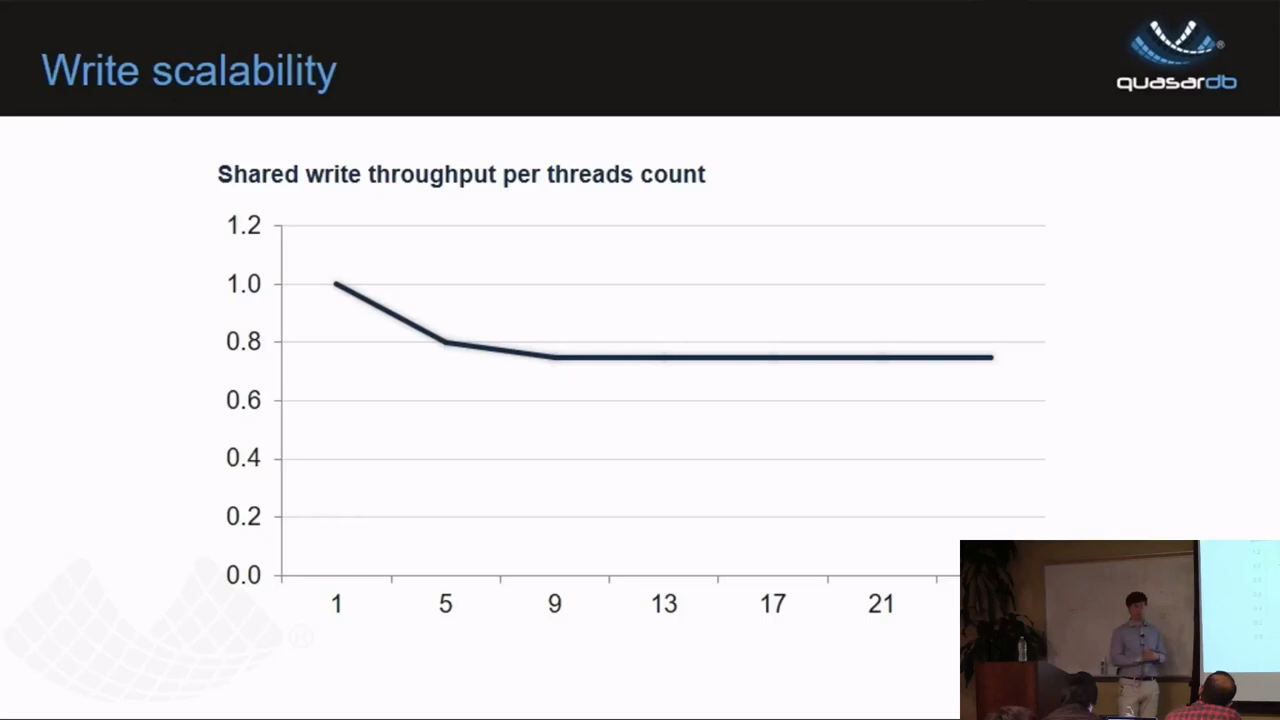 Write scalability
quasardb®
Shared write throughput per threads count
1.2
1.0
0.8
0.6
0.4
0.2
0.0
1 5 9 13 17 21
®